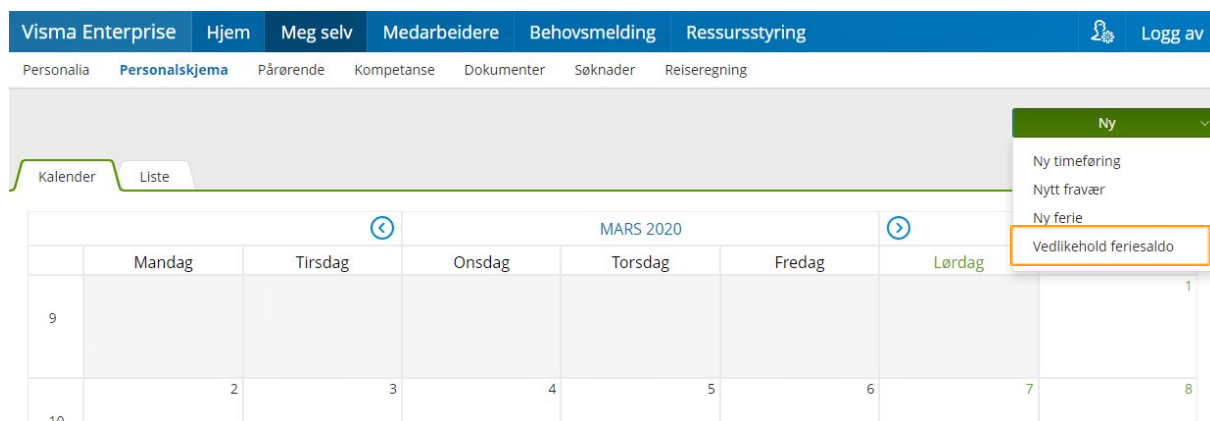 Visma Enterprise Hjem Meg selv Medarbeidere Behovsmelding Ressursstyring Logg av
Personalia Personalskjema Pårørende Kompetanse Dokumenter Søknader Reiseregning
Ny
Ny timeføring
Nytt fravær
Ny ferie
Vedlikehold feriesaldo
Kalender Liste
MARS 2020
Mandag Tirsdag Onsdag Torsdag Fredag Lørdag
1
9
2 3 4 5 6 7 8
10